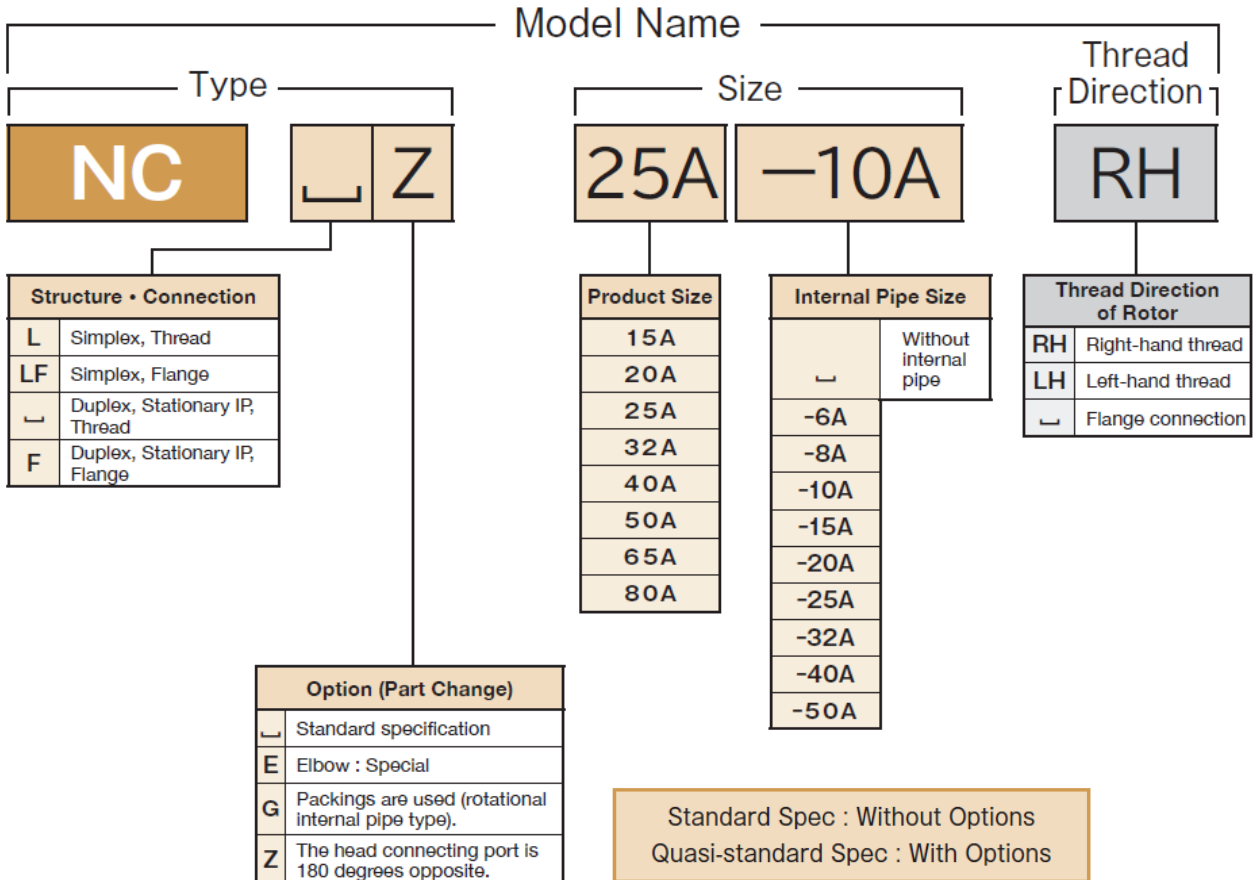 Model Name
Type
Size
Thread
Direction
NC
⎵
Z
25A
−10A
RH
Structure • Connection
L Simplex, Thread
LF Simplex, Flange
⎵ Duplex, Stationary IP,
Thread
F Duplex, Stationary IP,
Flange
Product Size
15A
20A
25A
32A
40A
50A
65A
80A
Internal Pipe Size
⎵ Without
internal
pipe
-6A
-8A
-10A
-15A
-20A
-25A
-32A
-40A
-50A
Thread Direction
of Rotor
RH Right-hand thread
LH Left-hand thread
⎵ Flange connection
Option (Part Change)
⎵ Standard specification
E Elbow : Special
G Packings are used (rotational
internal pipe type).
Z The head connecting port is
180 degrees opposite.
Standard Spec : Without Options
Quasi-standard Spec : With Options